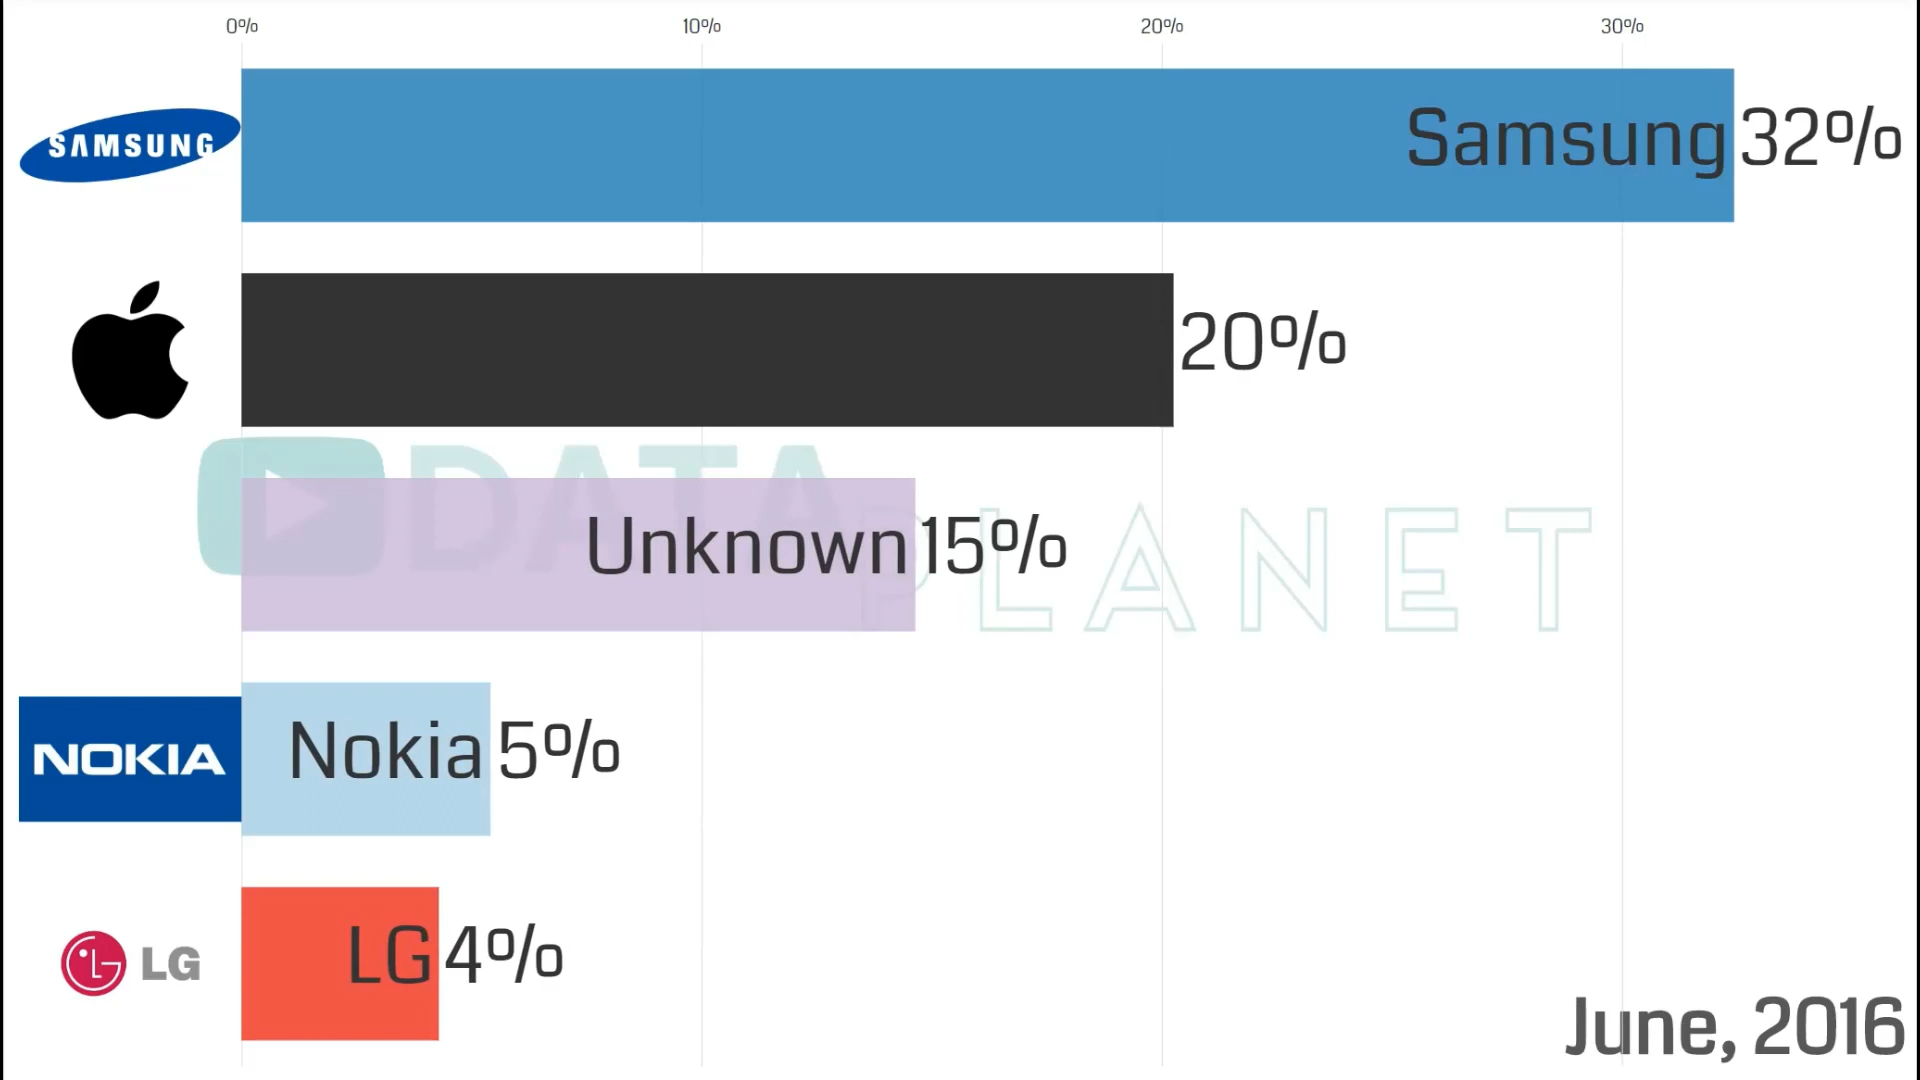 0% 10% 20% 30%
SAMSUNG Samsung 32%
20%
DATA
Unknown 15%
PLANET
NOKIA Nokia 5%
LG LG 4%
June, 2016